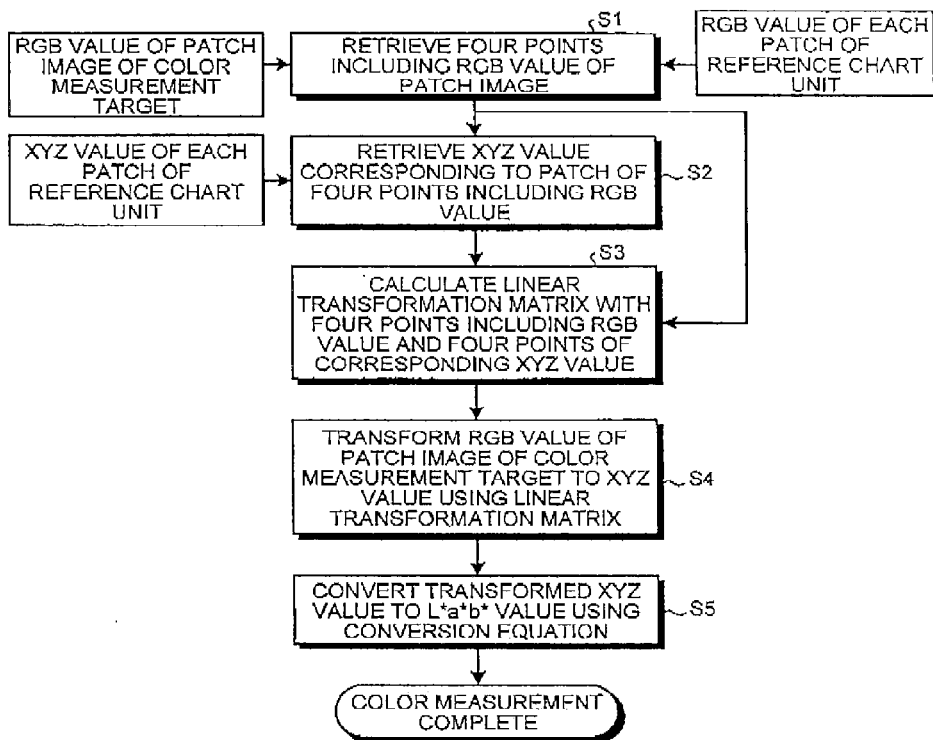 S1
RGB VALUE OF PATCH
IMAGE OF COLOR
MEASUREMENT
TARGET
RETRIEVE FOUR POINTS
INCLUDING RGB VALUE OF
PATCH IMAGE
RGB VALUE OF EACH
PATCH OF
REFERENCE CHART
UNIT
XYZ VALUE OF EACH
PATCH OF
REFERENCE CHART
UNIT
RETRIEVE XYZ VALUE
CORRESPONDING TO PATCH OF
FOUR POINTS INCLUDING RGB
VALUE
S2
S3
CALCULATE LINEAR
TRANSFORMATION MATRIX WITH
FOUR POINTS INCLUDING RGB
VALUE AND FOUR POINTS OF
CORRESPONDING XYZ VALUE
TRANSFORM RGB VALUE OF
PATCH IMAGE OF COLOR
MEASUREMENT TARGET TO XYZ
VALUE USING LINEAR
TRANSFORMATION MATRIX
S4
CONVERT TRANSFORMED XYZ
VALUE TO L*a*b* VALUE USING
CONVERSION EQUATION
S5
COLOR MEASUREMENT
COMPLETE